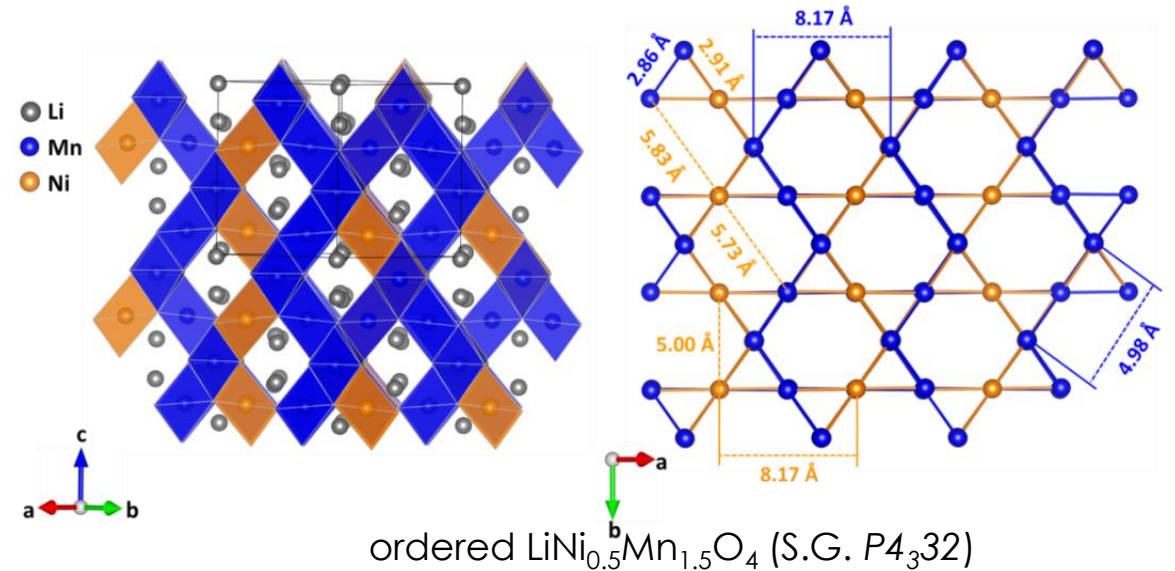 Li
Mn
Ni
c
a
b
8.17 Å
2.86 Å
2.91 Å
5.83 Å
5.73 Å
5.00 Å
4.98 Å
8.17 Å
a
b
ordered LiNi₀.₅Mn₁.₅O₄ (S.G. P4₃32)